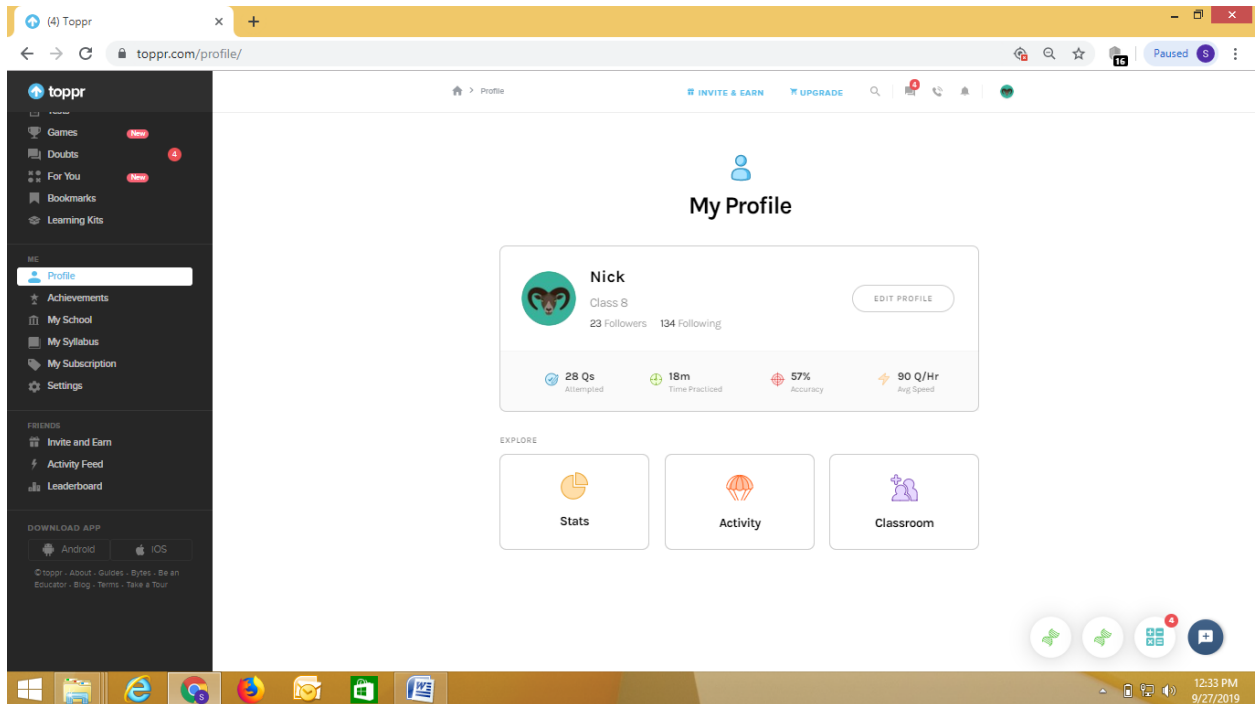 (4) Toppr
toppr.com/profile/
16
Paused S
toppr
Tests
Games New
Doubts 4
For You New
Bookmarks
Learning Kits
ME
Profile
Achievements
My School
My Syllabus
My Subscription
Settings
FRIENDS
Invite and Earn
Activity Feed
Leaderboard
DOWNLOAD APP
Android iOS
© toppr - About - Guides - Bytes - Be an
Educator - Blog - Terms - Take a Tour
> Profile
INVITE & EARN UPGRADE 4
My Profile
Nick
Class 8
23 Followers 134 Following
EDIT PROFILE
28 Qs 18m 57% 90 Q/Hr
Attempted Time Practiced Accuracy Avg Speed
EXPLORE
Stats Activity Classroom
4
S
12:33 PM
9/27/2019